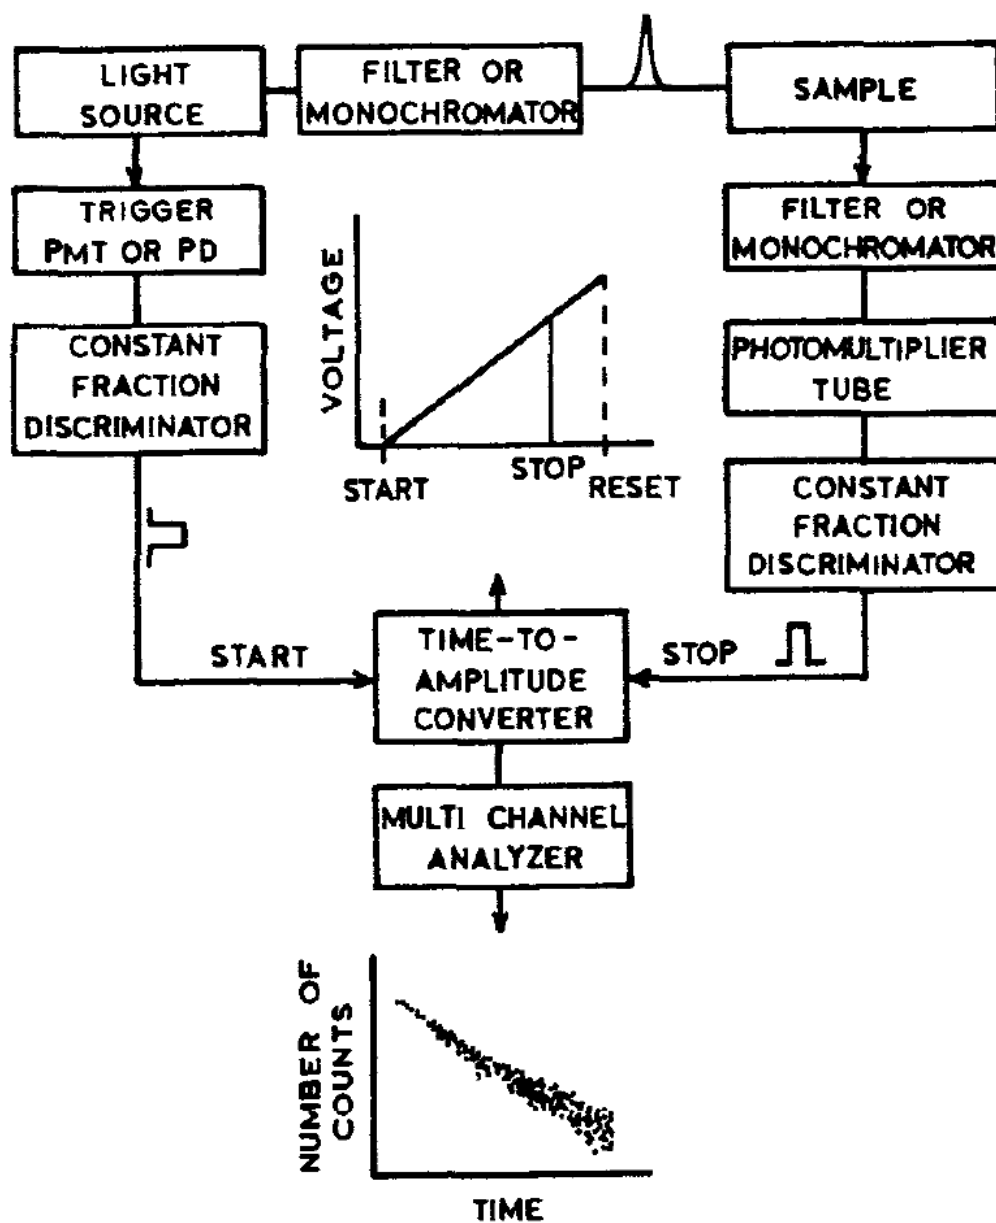 LIGHT
SOURCE
FILTER OR
MONOCHROMATOR
SAMPLE
TRIGGER
PMT OR PD
FILTER OR
MONOCHROMATOR
CONSTANT
FRACTION
DISCRIMINATOR
VOLTAGE
START
STOP
RESET
PHOTOMULTIPLIER
TUBE
CONSTANT
FRACTION
DISCRIMINATOR
START
TIME-TO-
AMPLITUDE
CONVERTER
STOP
MULTI CHANNEL
ANALYZER
NUMBER OF
COUNTS
TIME